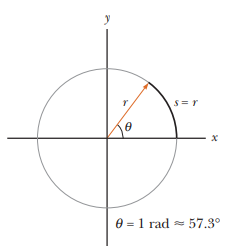 y
r
s = r
θ
x
θ = 1 rad ≈ 57.3°